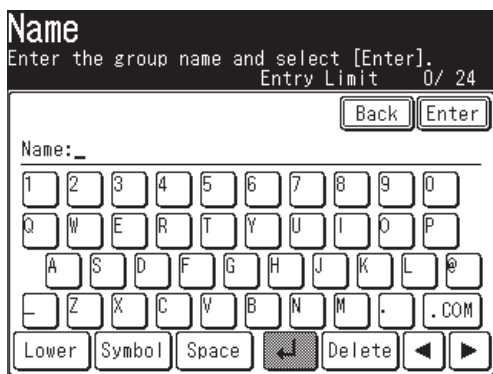 Name
Enter the group name and select [Enter].
Entry Limit 0/ 24
Back Enter
Name:_
1 2 3 4 5 6 7 8 9 0
Q W E R T Y U I O P
A S D F G H J K L @
_ Z X C V B N M . .COM
Lower Symbol Space ↵ Delete ◀ ▶